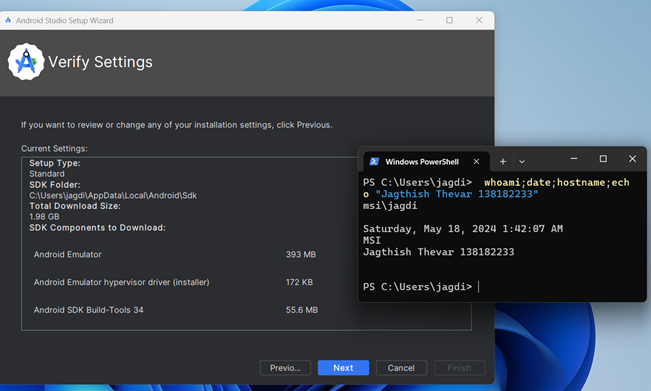 Android Studio Setup Wizard
Verify Settings
If you want to review or change any of your installation settings, click Previous.
Current Settings:
Setup Type:
Standard
SDK Folder:
C:\Users\jagdi\AppData\Local\Android\Sdk
Total Download Size:
1.98 GB
SDK Components to Download:
Android Emulator 393 MB
Android Emulator hypervisor driver (installer) 172 KB
Android SDK Build-Tools 34 55.6 MB
Previo... Next Cancel Finish
Windows PowerShell
PS C:\Users\jagdi> whoami;date;hostname;ech
o "Jagthish Thevar 138182233"
msi\jagdi
Saturday, May 18, 2024 1:42:07 AM
MSI
Jagthish Thevar 138182233
PS C:\Users\jagdi>